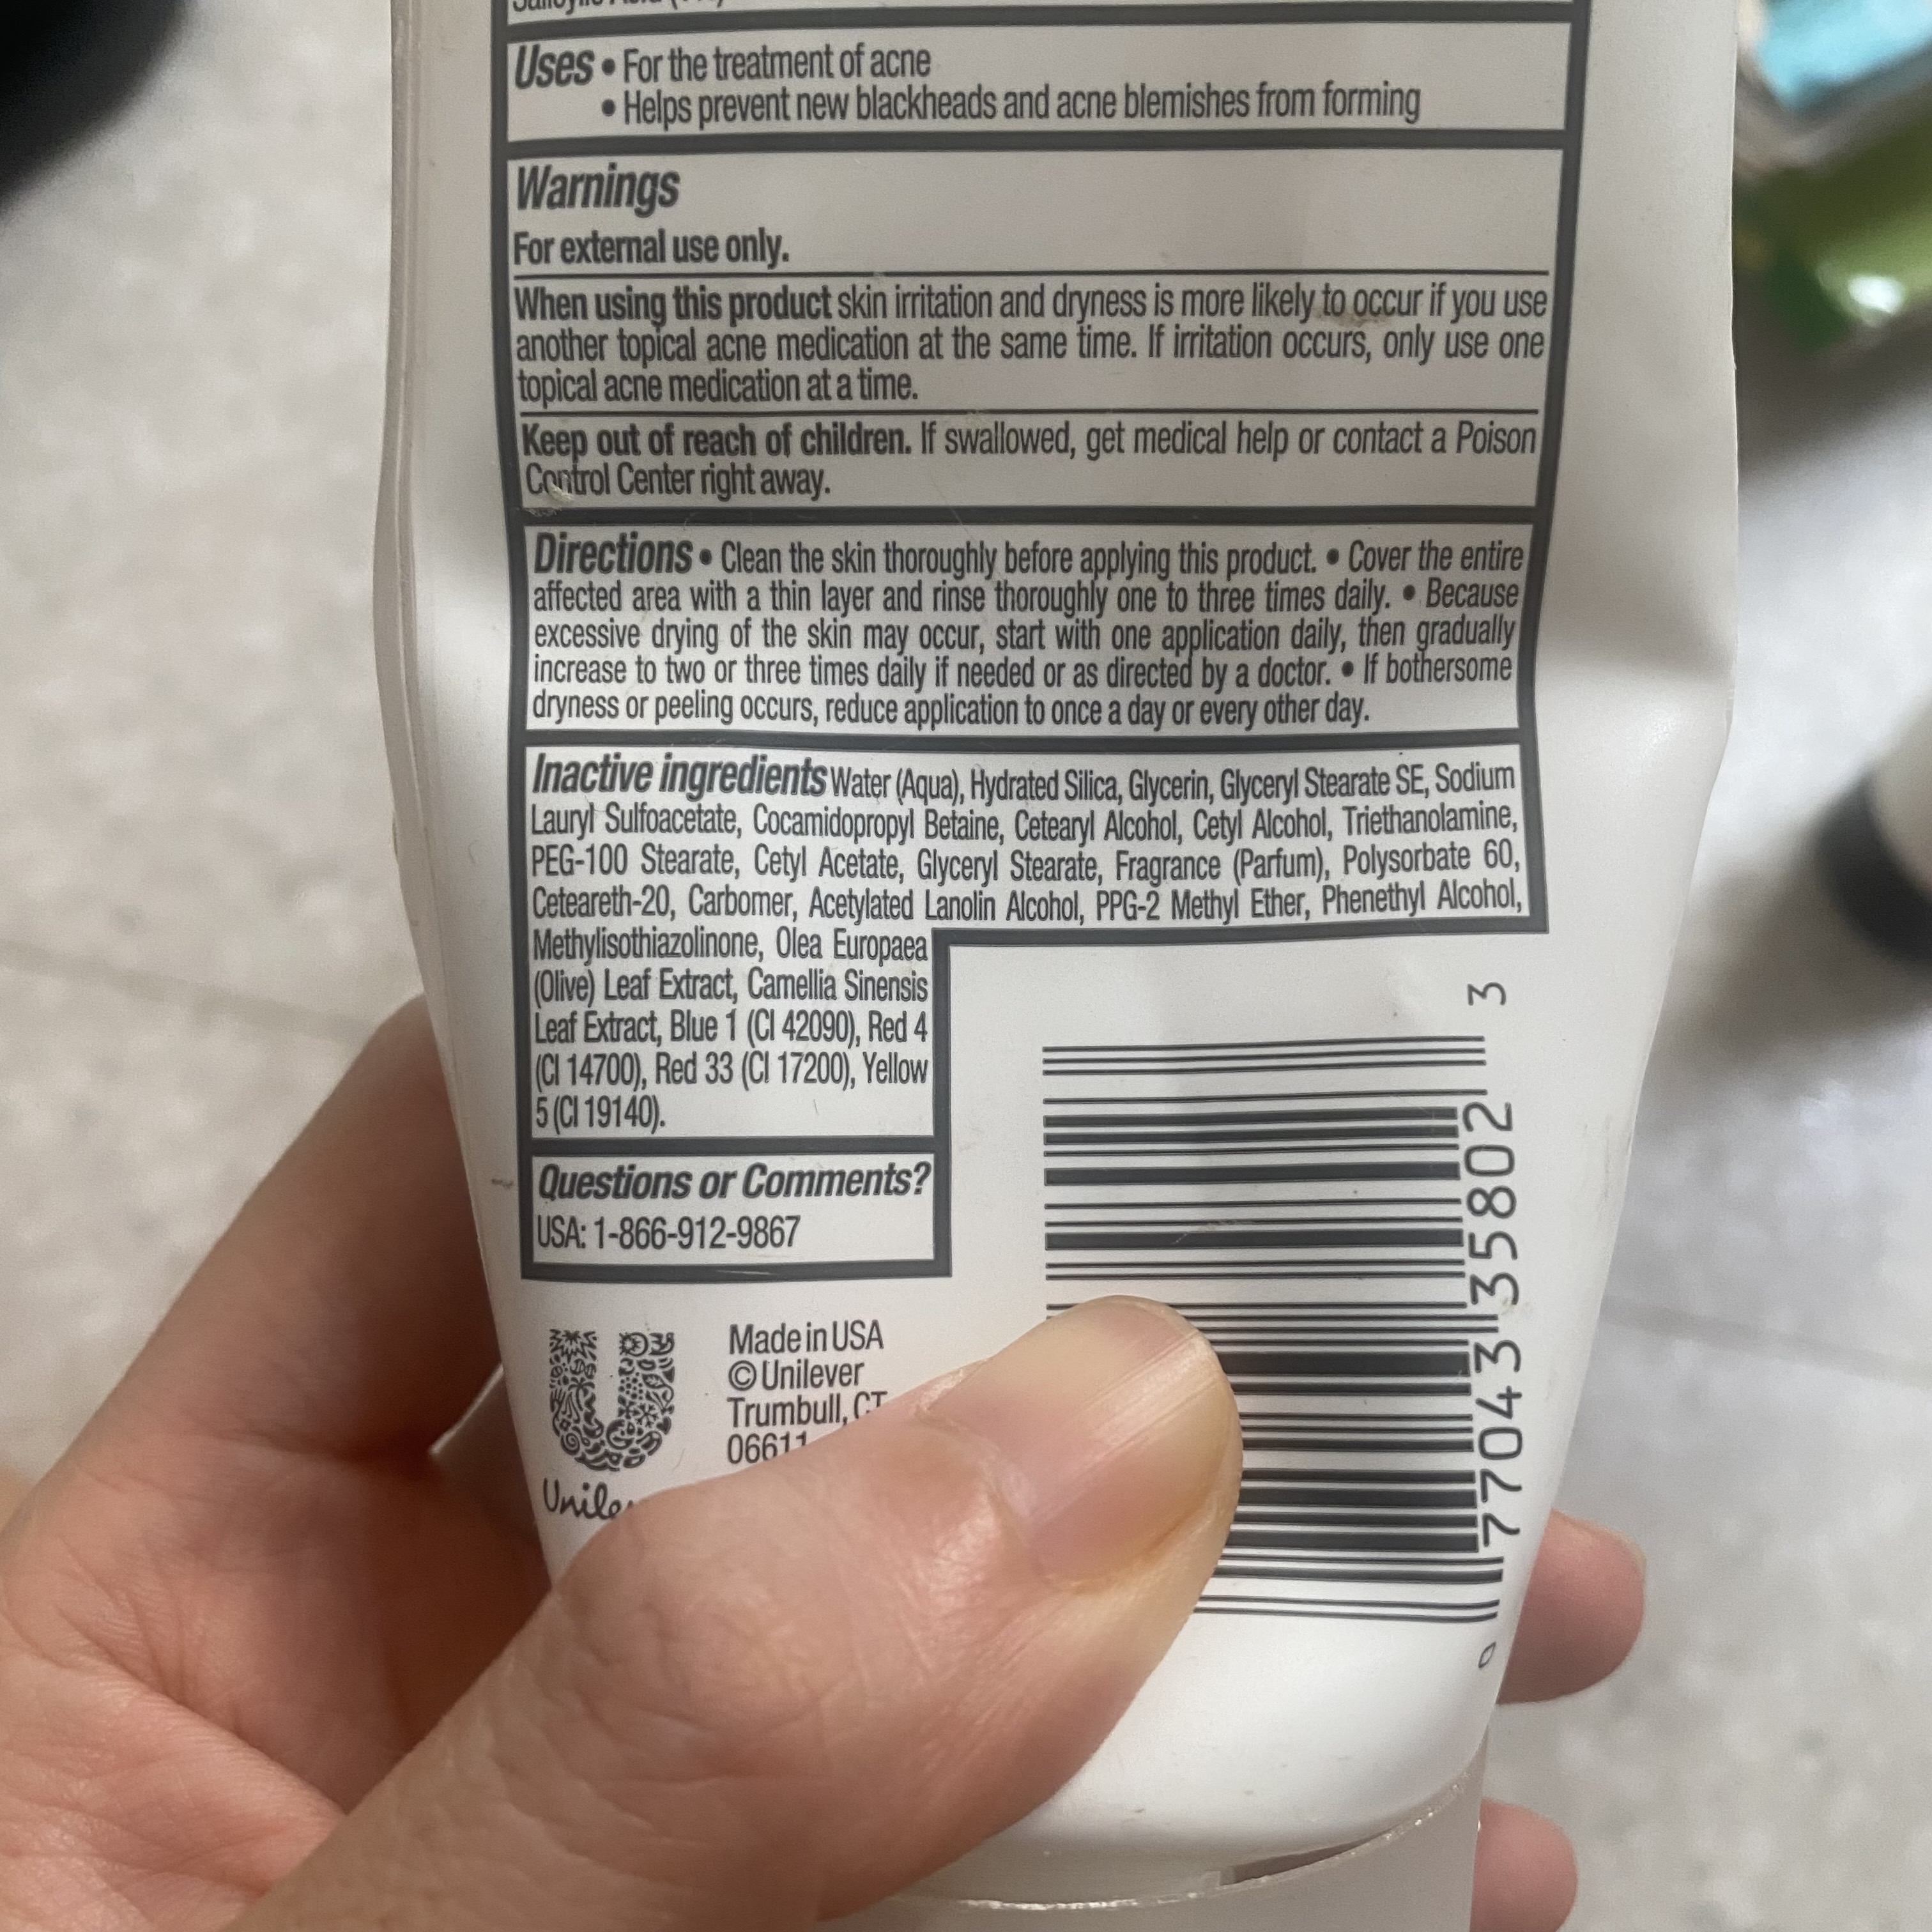 Salicylic Acid
Uses • For the treatment of acne
• Helps prevent new blackheads and acne blemishes from forming
Warnings
For external use only.
When using this product skin irritation and dryness is more likely to occur if you use
another topical acne medication at the same time. If irritation occurs, only use one
topical acne medication at a time.
Keep out of reach of children. If swallowed, get medical help or contact a Poison
Control Center right away.
Directions • Clean the skin thoroughly before applying this product. • Cover the entire
affected area with a thin layer and rinse thoroughly one to three times daily. • Because
excessive drying of the skin may occur, start with one application daily, then gradually
increase to two or three times daily if needed or as directed by a doctor. • If bothersome
dryness or peeling occurs, reduce application to once a day or every other day.
Inactive ingredients Water (Aqua), Hydrated Silica, Glycerin, Glyceryl Stearate SE, Sodium
Lauryl Sulfoacetate, Cocamidopropyl Betaine, Cetearyl Alcohol, Cetyl Alcohol, Triethanolamine,
PEG-100 Stearate, Cetyl Acetate, Glyceryl Stearate, Fragrance (Parfum), Polysorbate 60,
Ceteareth-20, Carbomer, Acetylated Lanolin Alcohol, PPG-2 Methyl Ether, Phenethyl Alcohol,
Methylisothiazolinone, Olea Europaea
(Olive) Leaf Extract, Camellia Sinensis
Leaf Extract, Blue 1 (CI 42090), Red 4
(CI 14700), Red 33 (CI 17200), Yellow
5 (CI 19140).
Questions or Comments?
USA: 1-866-912-9867
Made in USA
© Unilever
Trumbull, CT
06611
0 77043 35802 3